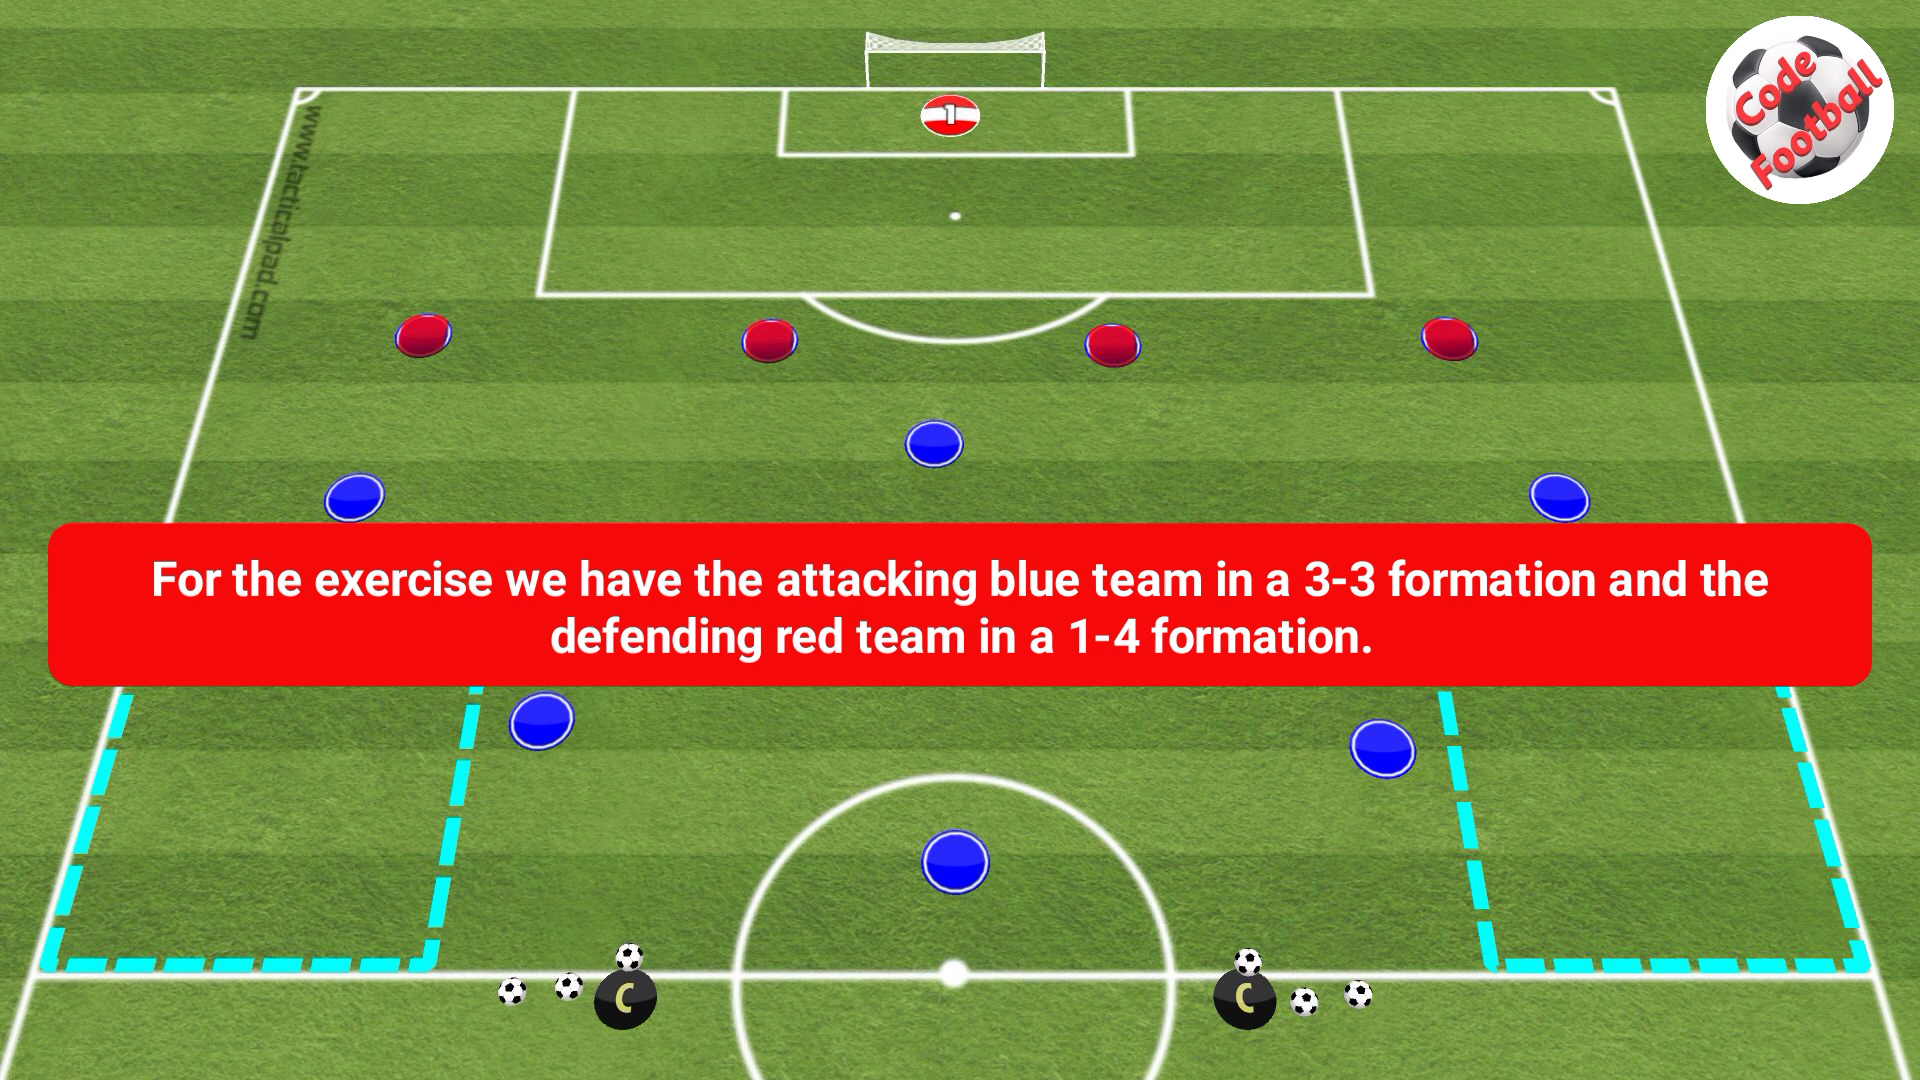 Code
Football
1
www.tacticalpad.com
For the exercise we have the attacking blue team in a 3-3 formation and the
defending red team in a 1-4 formation.
C
C